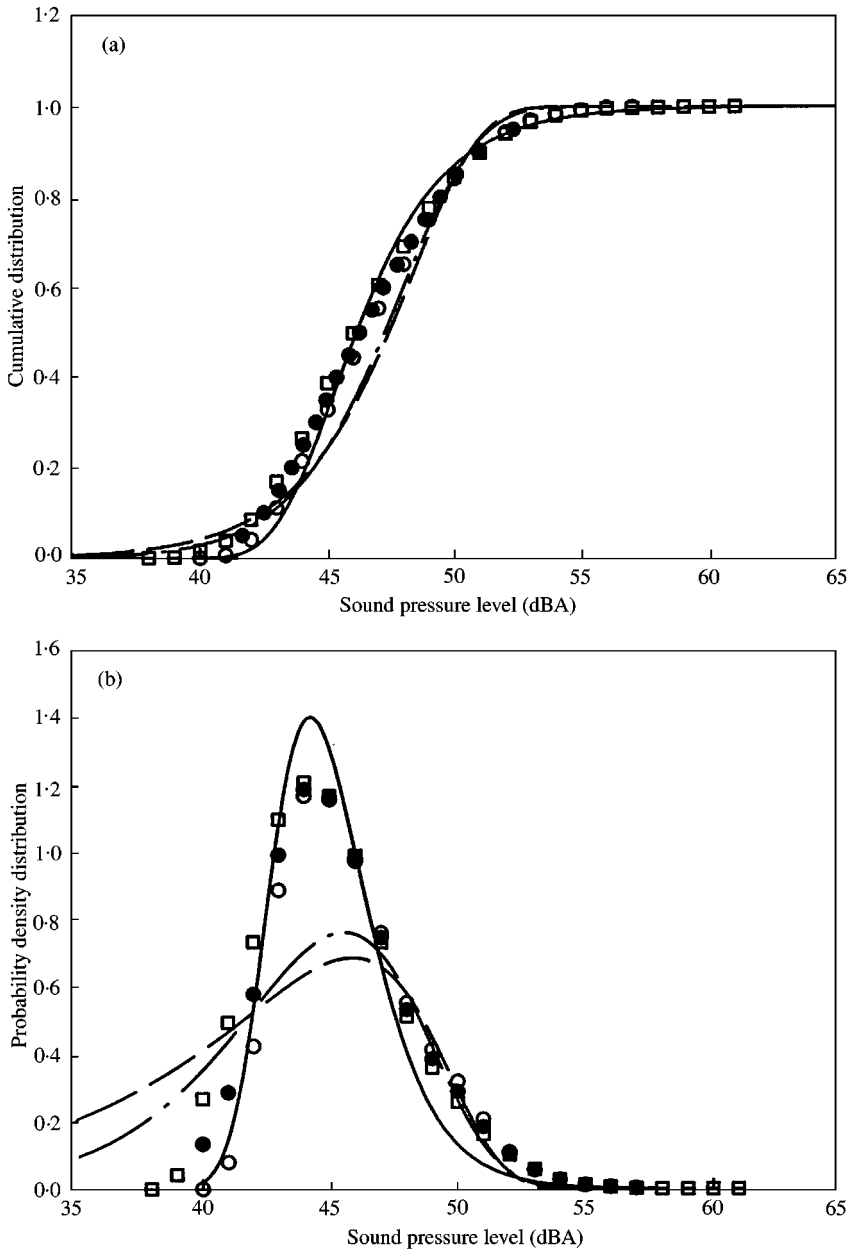 (a)
1·2
1·0
0·8
0·6
0·4
0·2
0·0
Cumulative distribution
35 40 45 50 55 60 65
Sound pressure level (dBA)
(b)
1·6
1·4
1·2
1·0
0·8
0·6
0·4
0·2
0·0
Probability density distribution
35 40 45 50 55 60 65
Sound pressure level (dBA)